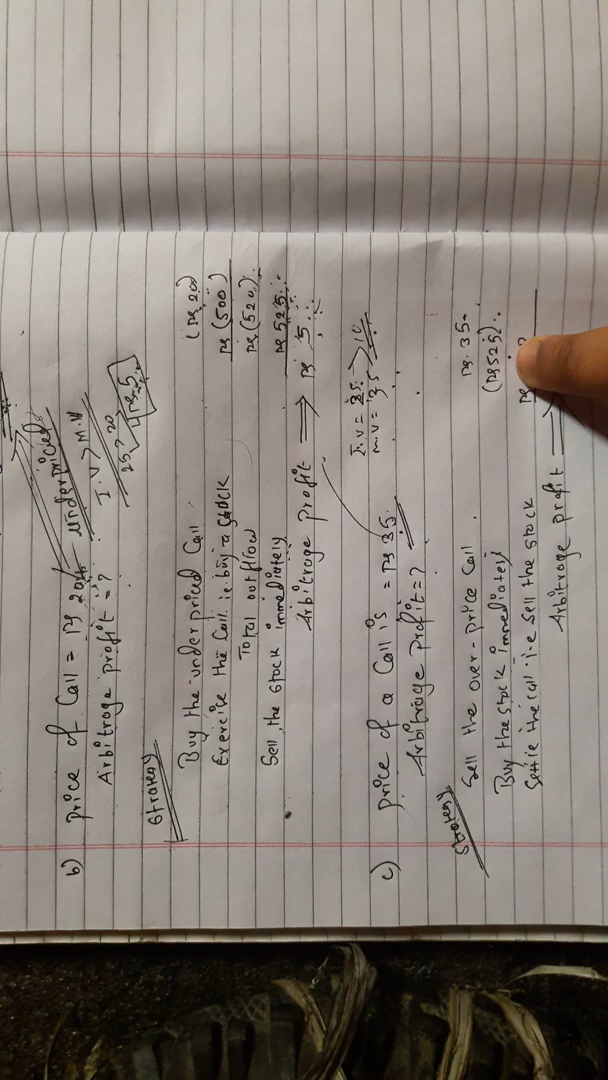 b) Price of Call = Rs 20 Underpriced
Arbitrage profit = ? I.V > M.V
25 > 20
Rs 5
Strategy
Buy the underpriced Call (Rs 20)
Exercise the Call i.e buy a stock Rs (500)
Total outflow Rs (520)
Sell the stock immediately Rs 525
Arbitrage profit ⟹ Rs 5
c) Price of a Call is = Rs 35 I.V = 25
M.V = 35 > 10
Arbitrage profit = ?
Strategy
Sell the over-price Call Rs. 35
Buy the stock immediately (Rs 525)
Settle the call i.e sell the stock Rs
Arbitrage profit ⟹